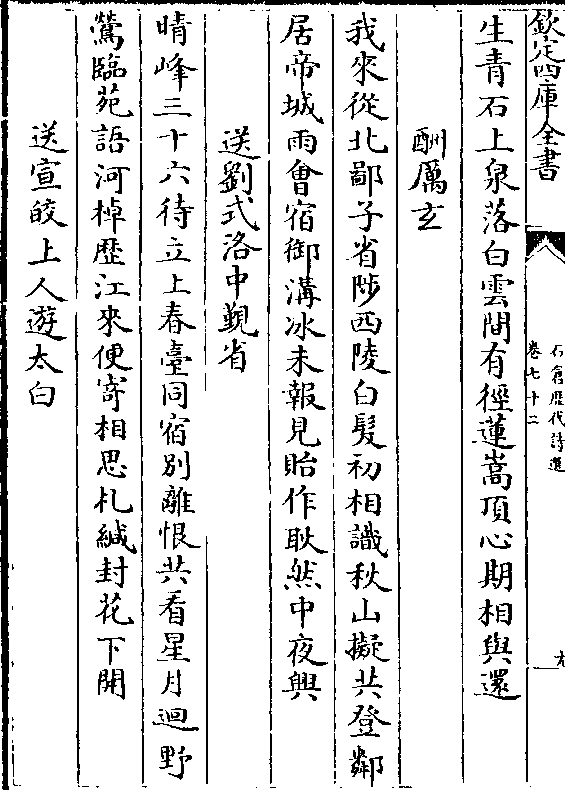 欽定四庫全書
石倉歴代詩選
卷七十二
九
生青石上泉落白雲間有徑連嵩頂心期相與還
酬厲玄
我來從北鄙子省陟西陵白髮初相識秋山擬共登鄰
居帝城雨會宿御溝冰未報見貽作耿然中夜興
送劉式洛中覲省
晴峰三十六待立上春臺同宿别離恨共看星月迴野
鶯臨苑語河棹歴江來便寄相思札緘封花下開
送宣皎上人遊太白